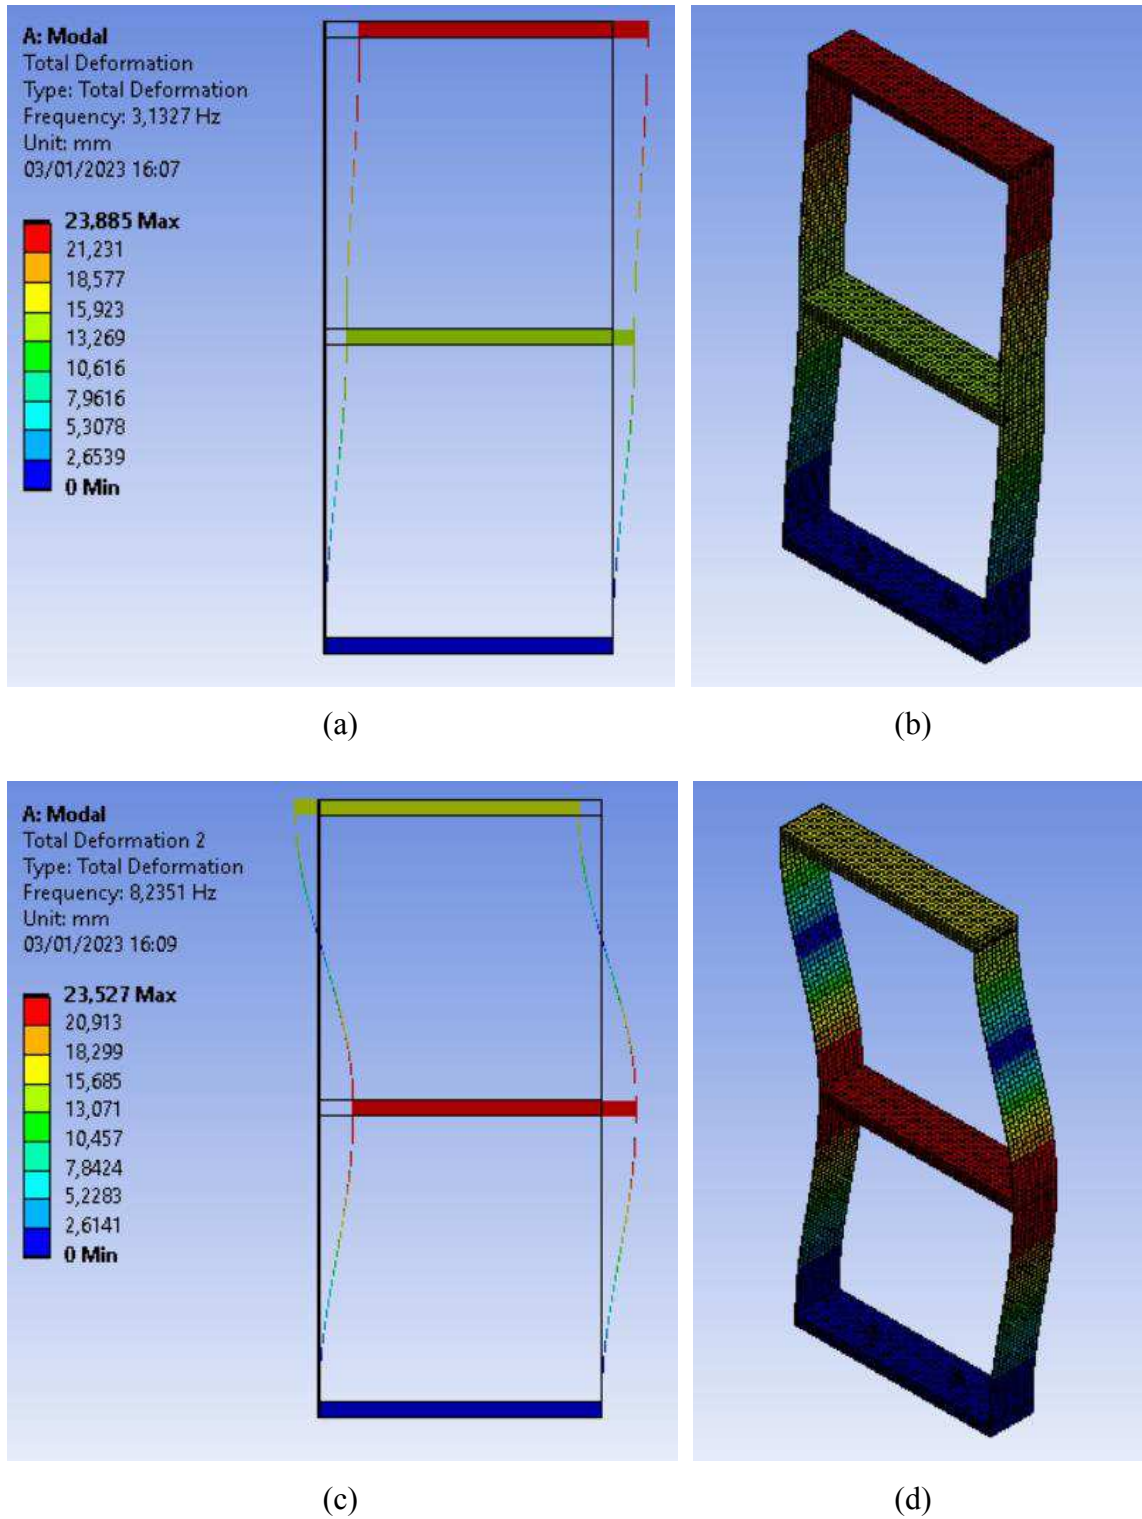 A: Modal
Total Deformation
Type: Total Deformation
Frequency: 3,1327 Hz
Unit: mm
03/01/2023 16:07
23,885 Max
21,231
18,577
15,923
13,269
10,616
7,9616
5,3078
2,6539
0 Min
(a)
(b)
A: Modal
Total Deformation 2
Type: Total Deformation
Frequency: 8,2351 Hz
Unit: mm
03/01/2023 16:09
23,527 Max
20,913
18,299
15,685
13,071
10,457
7,8424
5,2283
2,6141
0 Min
(c)
(d)